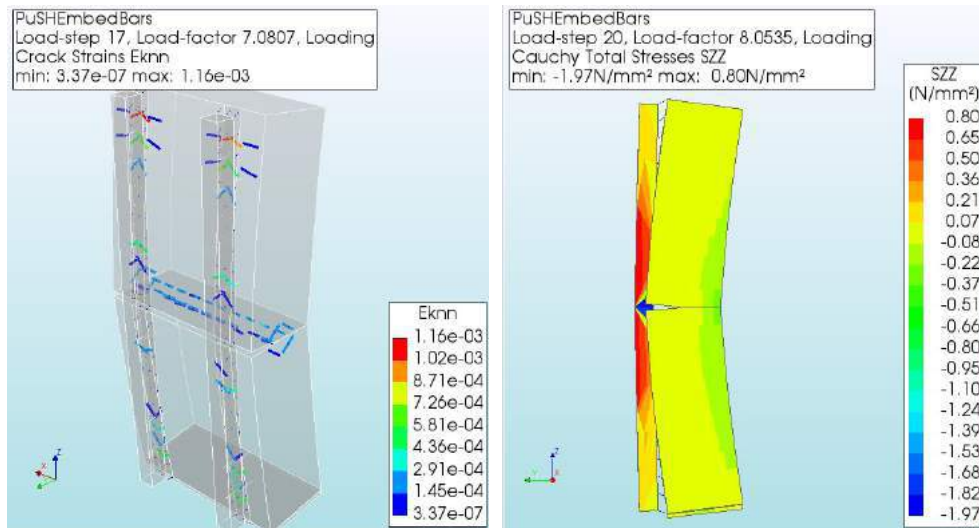 PuSHEmbedBars
Load-step 17, Load-factor 7.0807, Loading
Crack Strains Eknn
min: 3.37e-07 max: 1.16e-03
Eknn
1.16e-03
1.02e-03
8.71e-04
7.26e-04
5.81e-04
4.36e-04
2.91e-04
1.45e-04
3.37e-07
PuSHEmbedBars
Load-step 20, Load-factor 8.0535, Loading
Cauchy Total Stresses SZZ
min: -1.97N/mm² max: 0.80N/mm²
SZZ
(N/mm²)
0.80
0.65
0.50
0.36
0.21
0.07
-0.08
-0.22
-0.37
-0.51
-0.66
-0.80
-0.95
-1.10
-1.24
-1.39
-1.53
-1.68
-1.82
-1.97